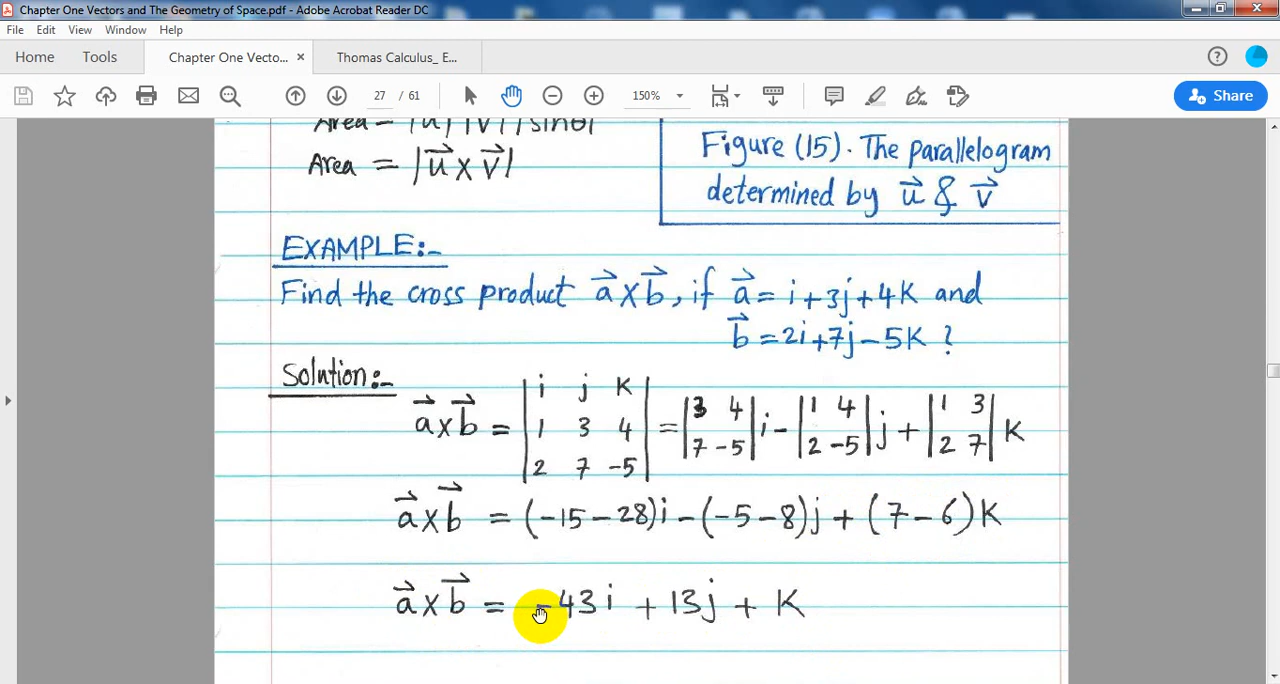 Chapter One Vectors and The Geometry of Space.pdf - Adobe Acrobat Reader DC
File Edit View Window Help
Home Tools Chapter One Vecto... × Thomas Calculus_ E...
27 / 61 150% Share
Area = |u| |v| |sinθ|
Area = |u⃗ x v⃗|
Figure (15). The parallelogram
determined by u⃗ & v⃗
EXAMPLE:-
Find the cross product a⃗ x b⃗, if a⃗ = i + 3j + 4K and
b⃗ = 2i + 7j - 5K ?
Solution:-
a⃗ x b⃗ = |i j K; 1 3 4; 2 7 -5| = |3 4; 7 -5| i - |1 4; 2 -5| j + |1 3; 2 7| K
a⃗ x b⃗ = (-15 - 28)i - (-5 - 8)j + (7 - 6)K
a⃗ x b⃗ = -43i + 13j + K